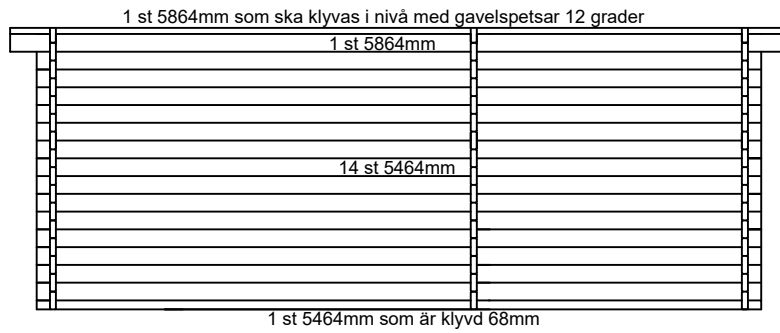 1 st 5864mm som ska klyvas i nivå med gavelspetsar 12 grader
1 st 5864mm
14 st 5464mm
1 st 5464mm som är klyvd 68mm